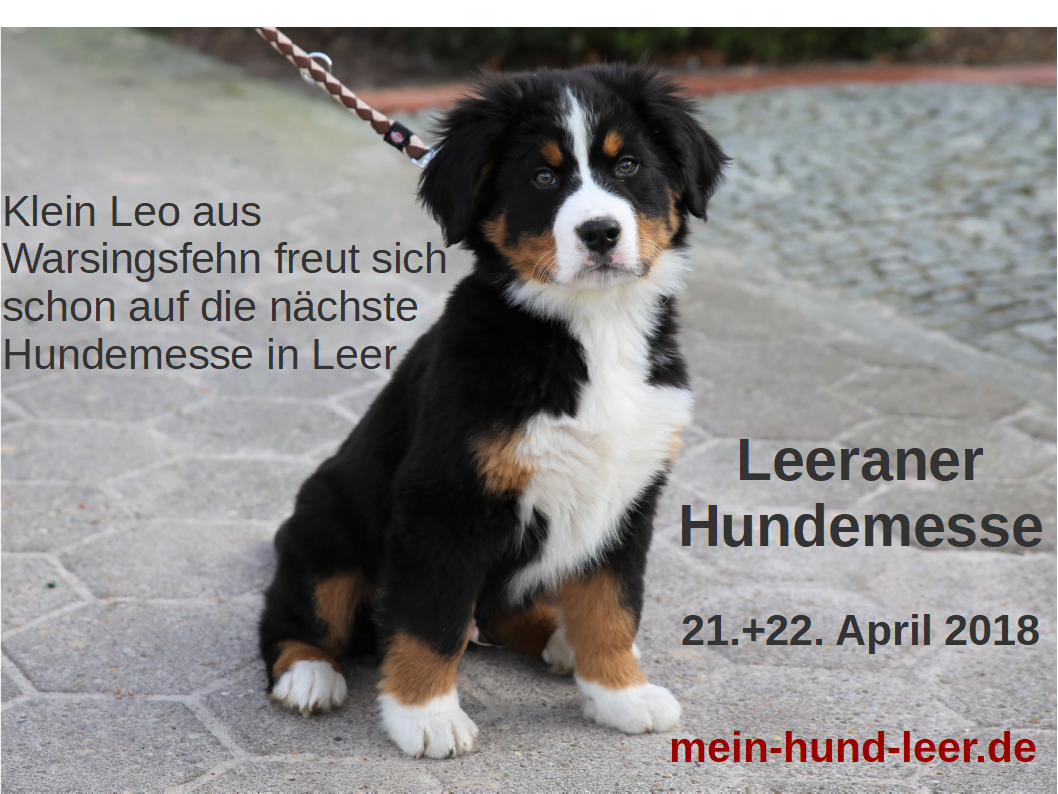 Klein Leo aus
Warsingsfehn freut sich
schon auf die nächste
Hundemesse in Leer
Leeraner
Hundemesse
21.+22. April 2018
mein-hund-leer.de